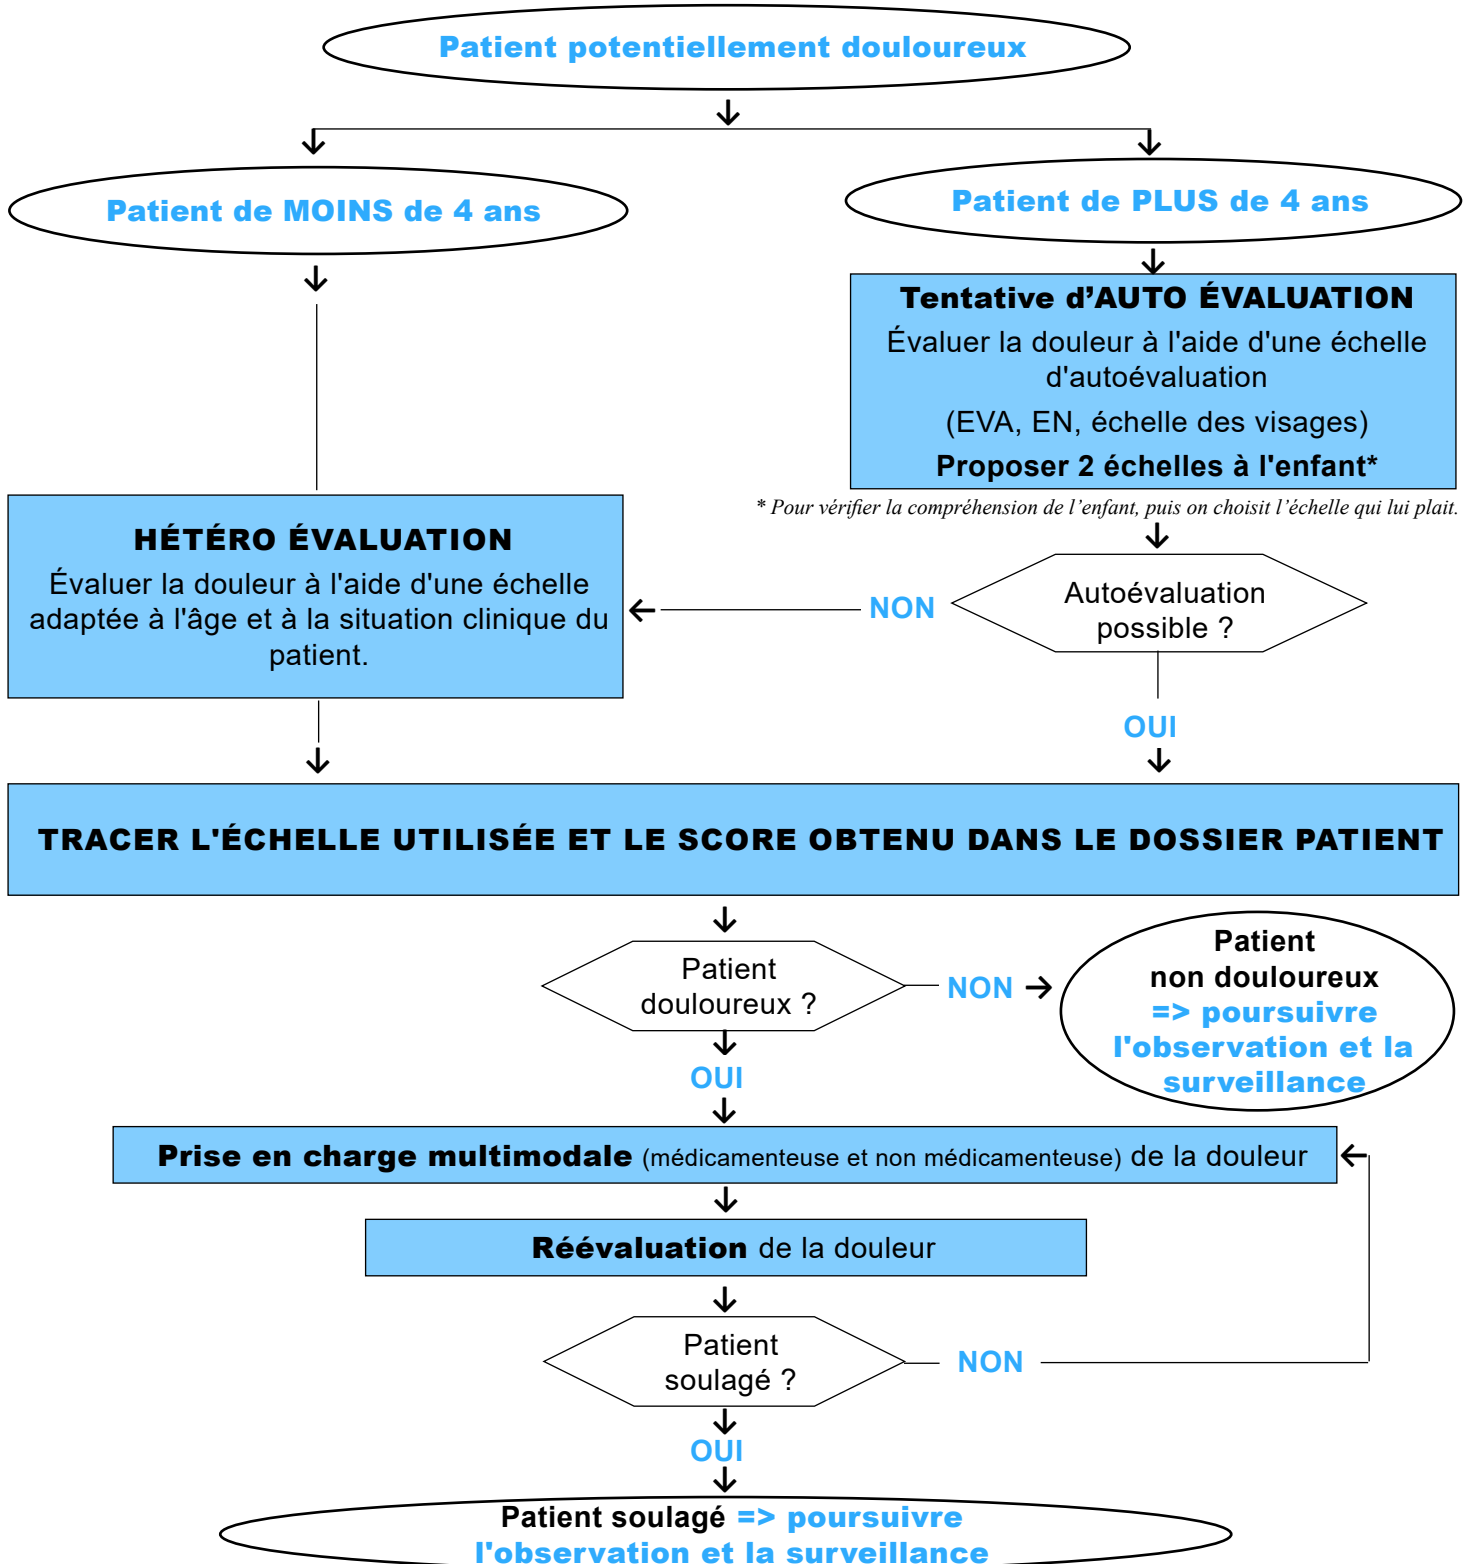 Patient potentiellement douloureux
Patient de MOINS de 4 ans
Patient de PLUS de 4 ans
Tentative d’AUTO ÉVALUATION
Évaluer la douleur à l'aide d'une échelle
d'autoévaluation
(EVA, EN, échelle des visages)
Proposer 2 échelles à l'enfant*
* Pour vérifier la compréhension de l’enfant, puis on choisit l’échelle qui lui plait.
HÉTÉRO ÉVALUATION
Évaluer la douleur à l'aide d'une échelle
adaptée à l'âge et à la situation clinique du
patient.
NON
Autoévaluation
possible ?
OUI
TRACER L'ÉCHELLE UTILISÉE ET LE SCORE OBTENU DANS LE DOSSIER PATIENT
Patient
douloureux ?
NON
Patient
non douloureux
=> poursuivre
l'observation et la
surveillance
OUI
Prise en charge multimodale (médicamenteuse et non médicamenteuse) de la douleur
Réévaluation de la douleur
Patient
soulagé ?
NON
OUI
Patient soulagé => poursuivre
l'observation et la surveillance